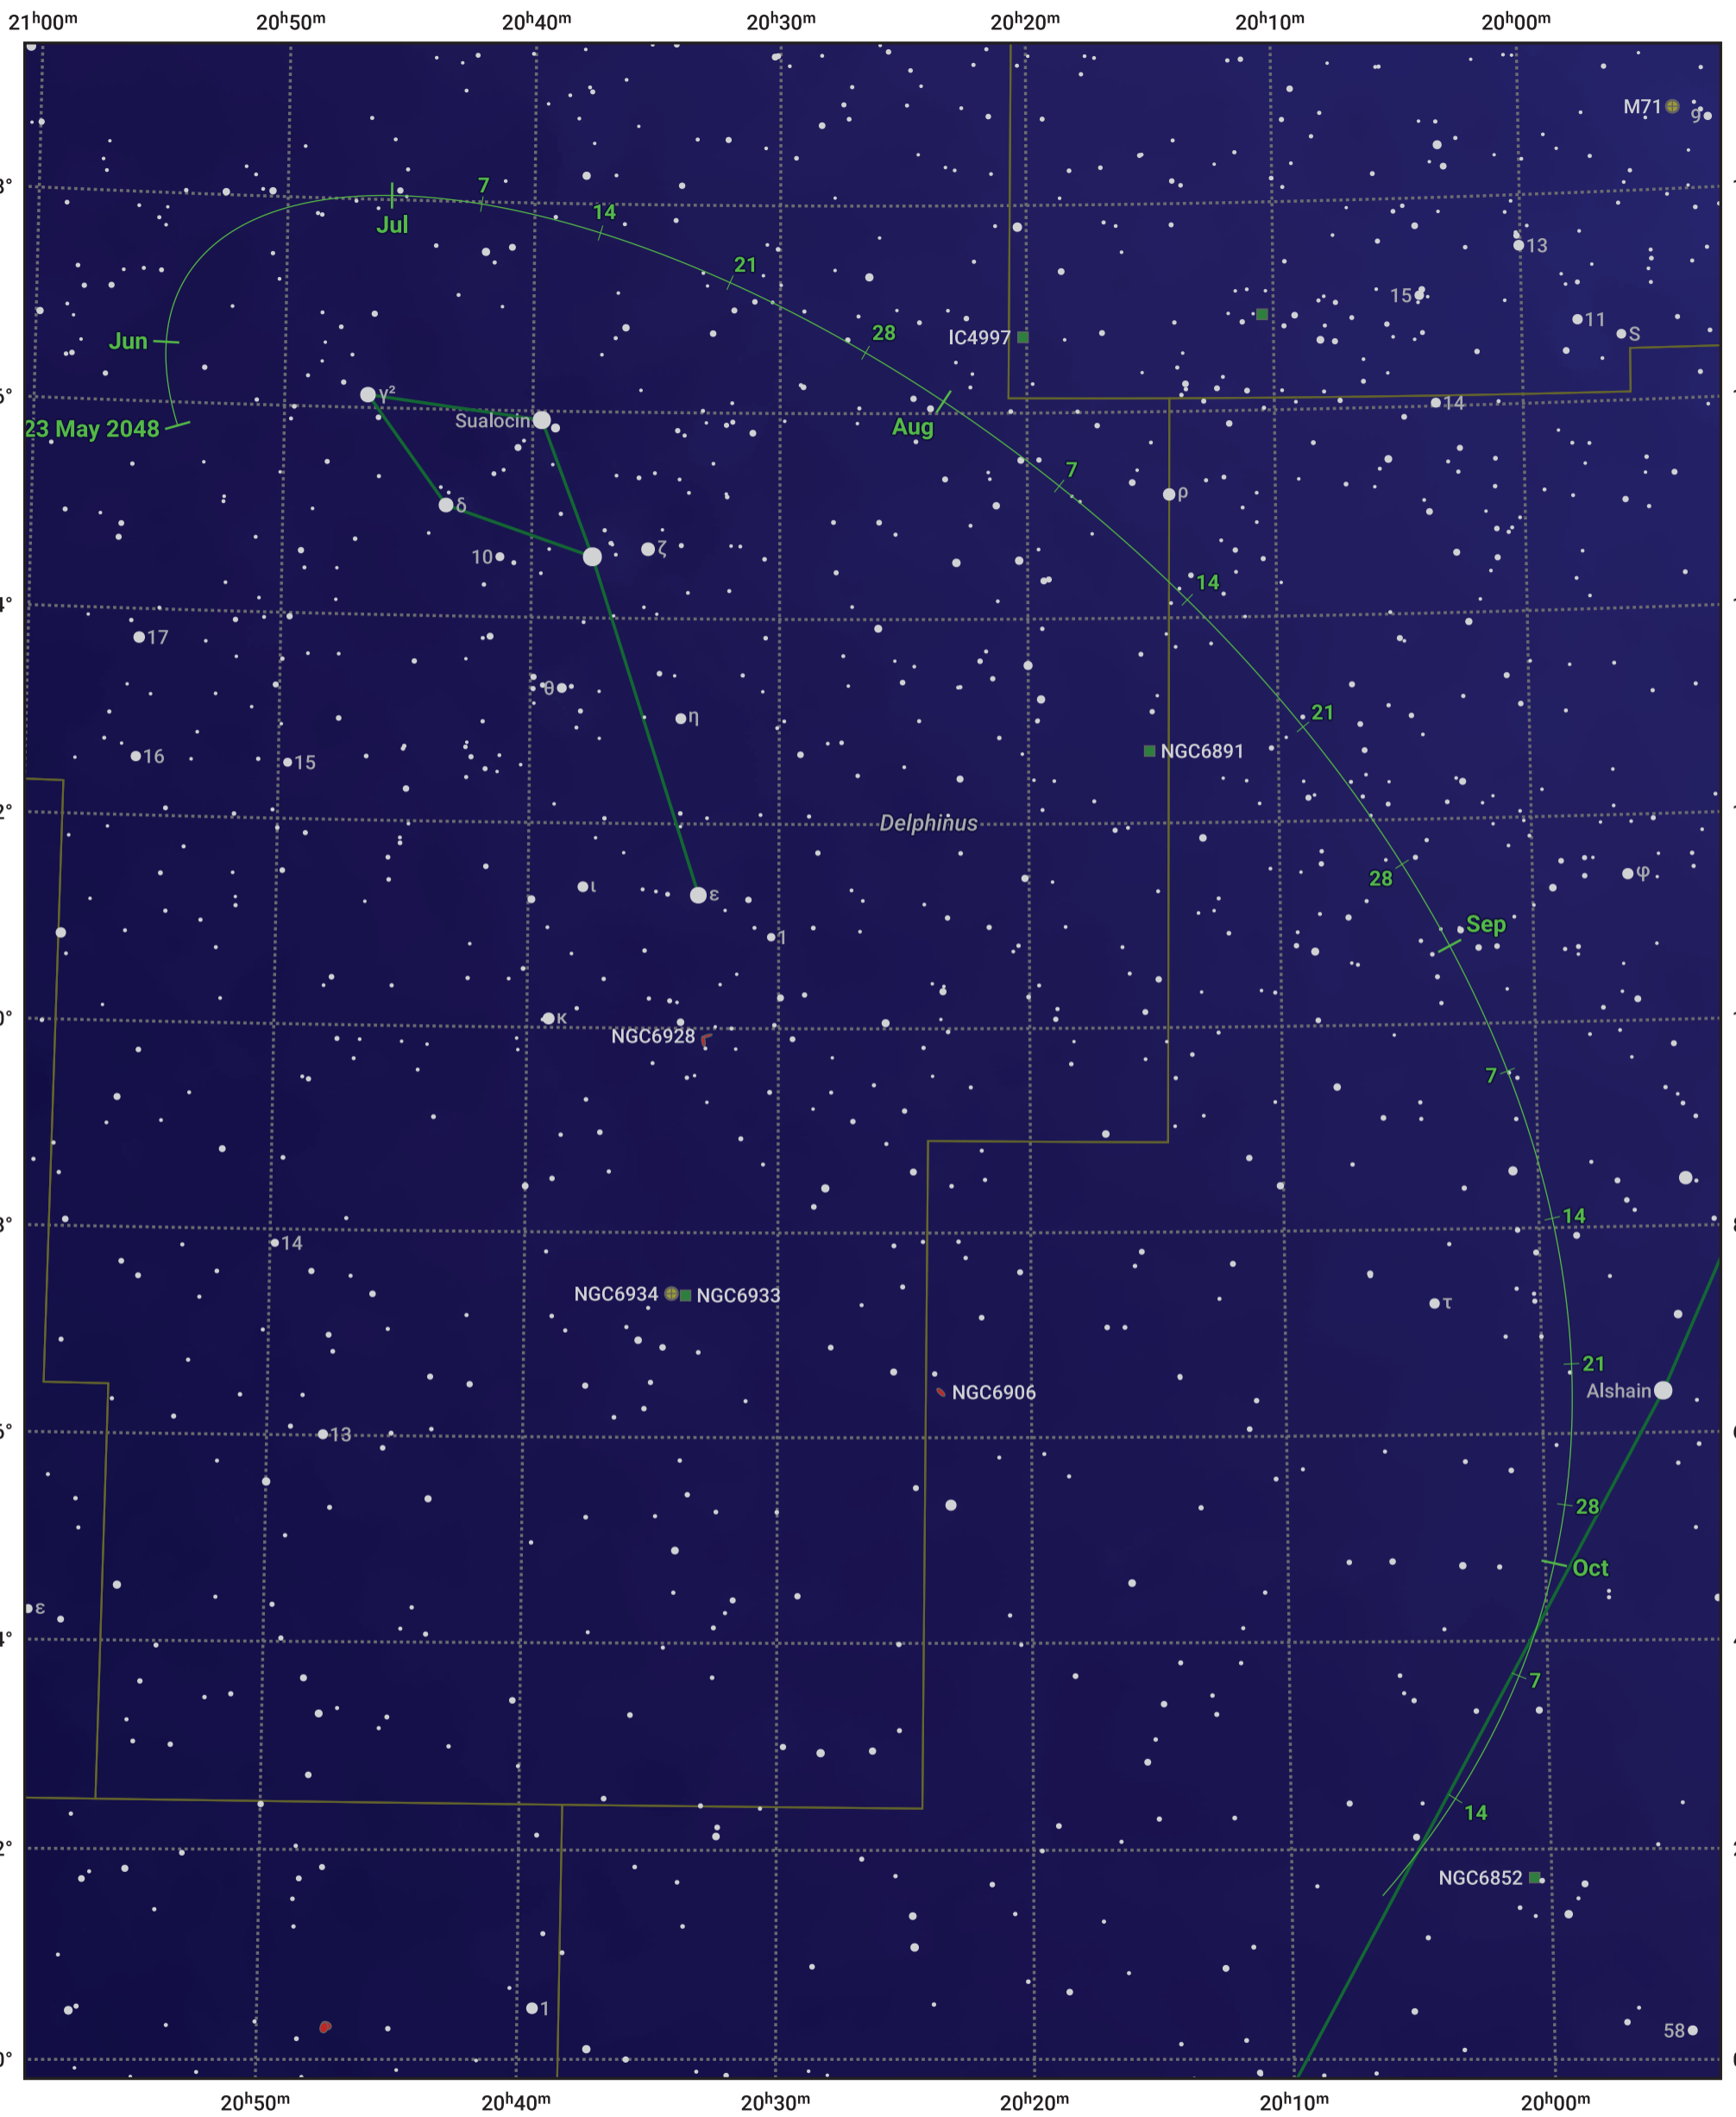 21ʰ00ᵐ 20ʰ50ᵐ 20ʰ40ᵐ 20ʰ30ᵐ 20ʰ20ᵐ 20ʰ10ᵐ 20ʰ00ᵐ
M71 9
7
Jul
14
13
21
15
11
S
Jun
28
IC4997
γ²
14
Sualocin
23 May 2048
Aug
7
ρ
δ
10
ζ
14
17
θ
η
21
16
15
NGC6891
Delphinus
28
φ
ι
ε
1
Sep
κ
NGC6928
7
14
14
NGC6934
NGC6933
τ
21
Alshain
NGC6906
13
28
Oct
ε
7
14
NGC6852
1
58
20ʰ50ᵐ 20ʰ40ᵐ 20ʰ30ᵐ 20ʰ20ᵐ 20ʰ10ᵐ 20ʰ00ᵐ